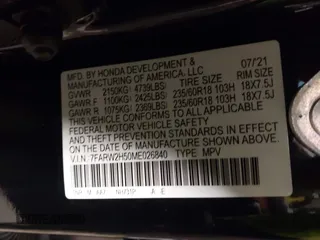 MFD. BY HONDA DEVELOPMENT & 07/21
MANUFACTURING OF AMERICA, LLC
GVWR 2150KG( 4739LBS) TIRE SIZE RIM SIZE
GAWR F. 1100KG( 2425LBS) 235/60R18 103H 18X7.5J
GAWR R. 1075KG( 2369LBS) 235/60R18 103H 18X7.5J
THIS VEHICLE CONFORMS TO ALL APPLICABLE
FEDERAL MOTOR VEHICLE SAFETY AND THEFT
PREVENTION STANDARDS IN EFFECT ON THE
DATE OF MANUFACTURE SHOWN ABOVE.
V.I.N.:7FARW2H50ME026840 TYPE: MPV